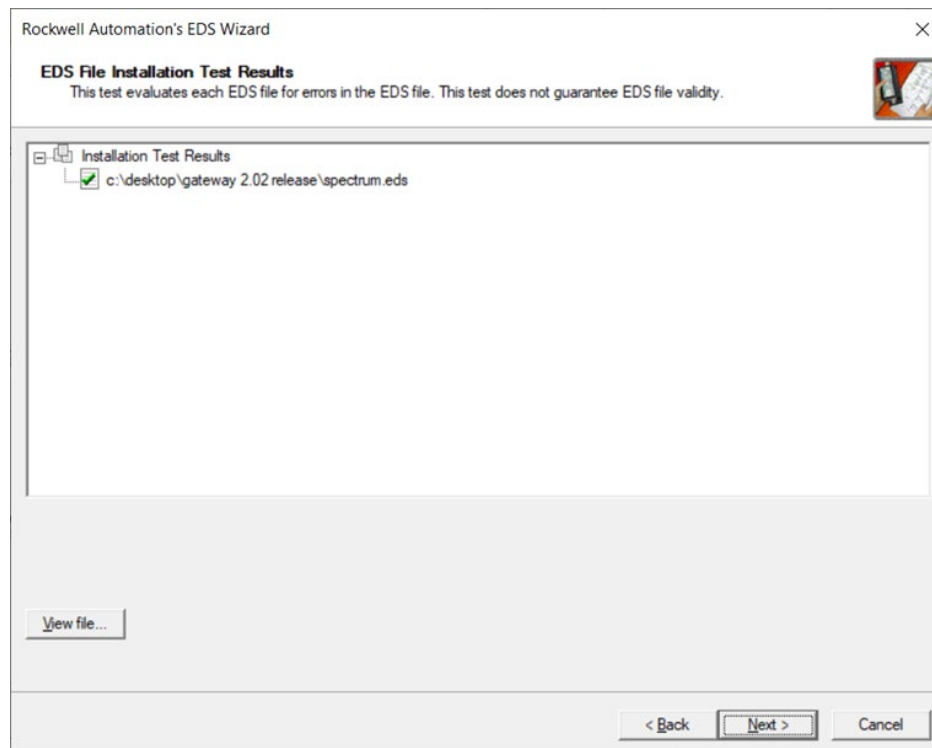 Rockwell Automation's EDS Wizard
EDS File Installation Test Results
This test evaluates each EDS file for errors in the EDS file. This test does not guarantee EDS file validity.
Installation Test Results
c:\desktop\gateway 2.02 release\spectrum.eds
View file...
< Back
Next >
Cancel